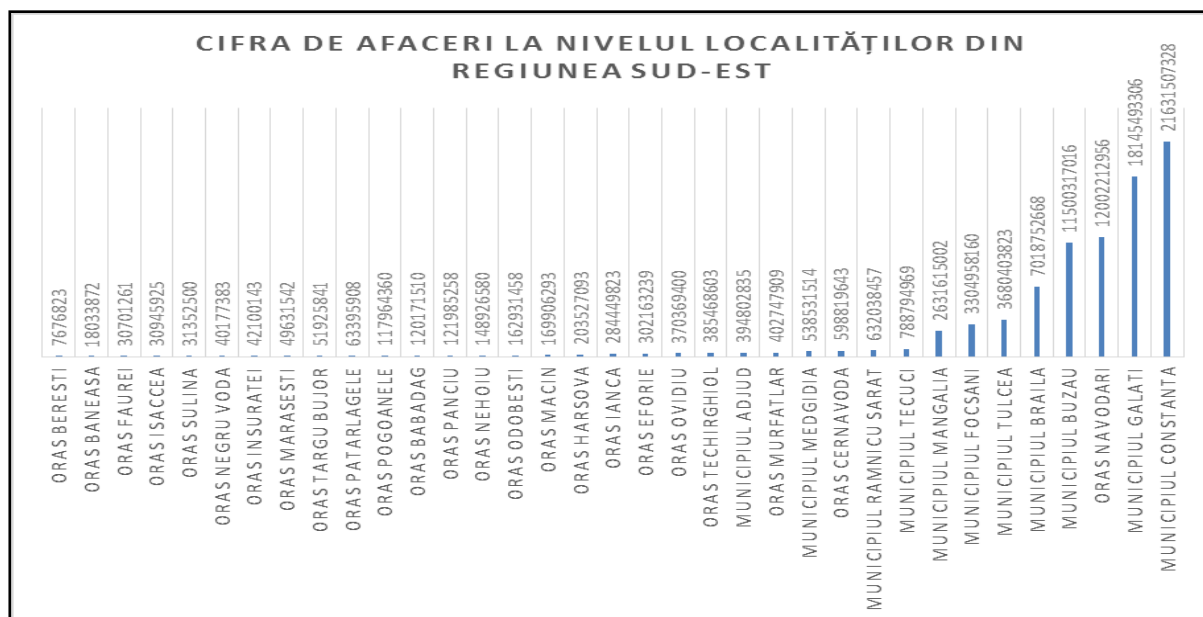 CIFRA DE AFACERI LA NIVELUL LOCALITĂȚILOR DIN
REGIUNEA SUD-EST
7676823
18033872
30701261
30945925
31352500
40177383
42100143
49631542
51925841
63395908
117964360
120171510
121985258
148926580
162931458
169906293
203527093
284449823
302163239
370369400
385468603
394802835
402747909
538531514
598819643
632038457
788794969
2631615002
3304958160
3680403823
7018752668
11500317016
12002212956
18145493306
21631507328
ORAS BERESTI
ORAS BANEASA
ORAS FAUREI
ORAS ISACCEA
ORAS SULINA
ORAS NEGRU VODA
ORAS INSURATEI
ORAS MARASESTI
ORAS TARGU BUJOR
ORAS PATARLAGELE
ORAS POGOANELE
ORAS BABADAG
ORAS PANCIU
ORAS NEHOIU
ORAS ODOBESTI
ORAS MACIN
ORAS HARSOVA
ORAS IANCA
ORAS EFORIE
ORAS OVIDIU
ORAS TECHIRGHIOL
MUNICIPIUL ADJUD
ORAS MURFATLAR
MUNICIPIUL MEDGIDIA
ORAS CERNAVODA
MUNICIPIUL RAMNICU SARAT
MUNICIPIUL TECUCI
MUNICIPIUL MANGALIA
MUNICIPIUL FOCSANI
MUNICIPIUL TULCEA
MUNICIPIUL BRAILA
MUNICIPIUL BUZAU
ORAS NAVODARI
MUNICIPIUL GALATI
MUNICIPIUL CONSTANTA